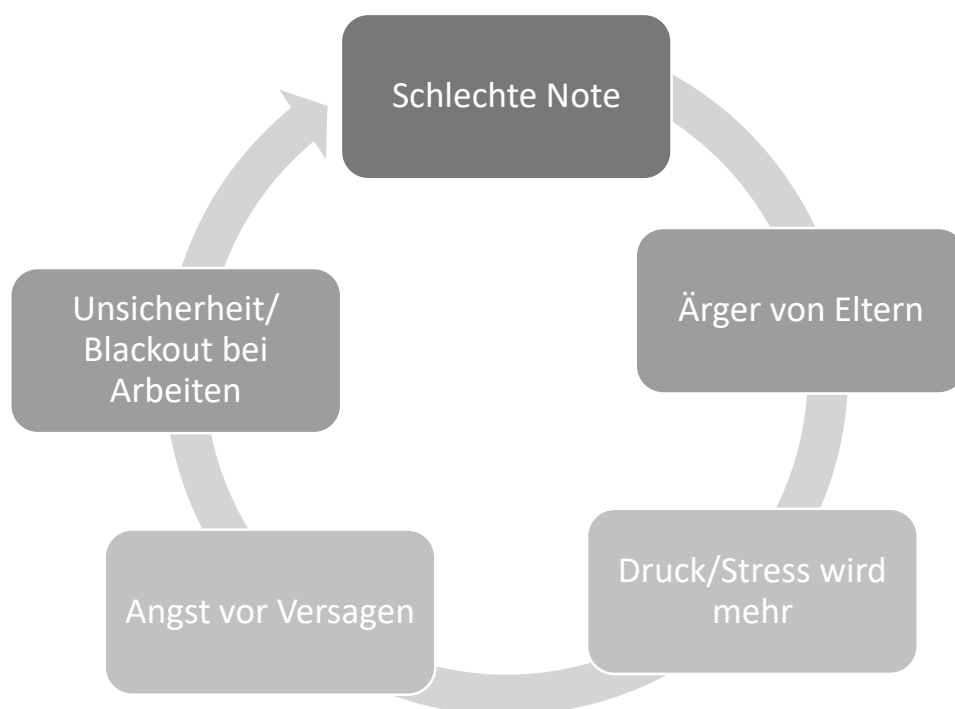 Schlechte Note
Ärger von Eltern
Druck/Stress wird
mehr
Angst vor Versagen
Unsicherheit/
Blackout bei
Arbeiten